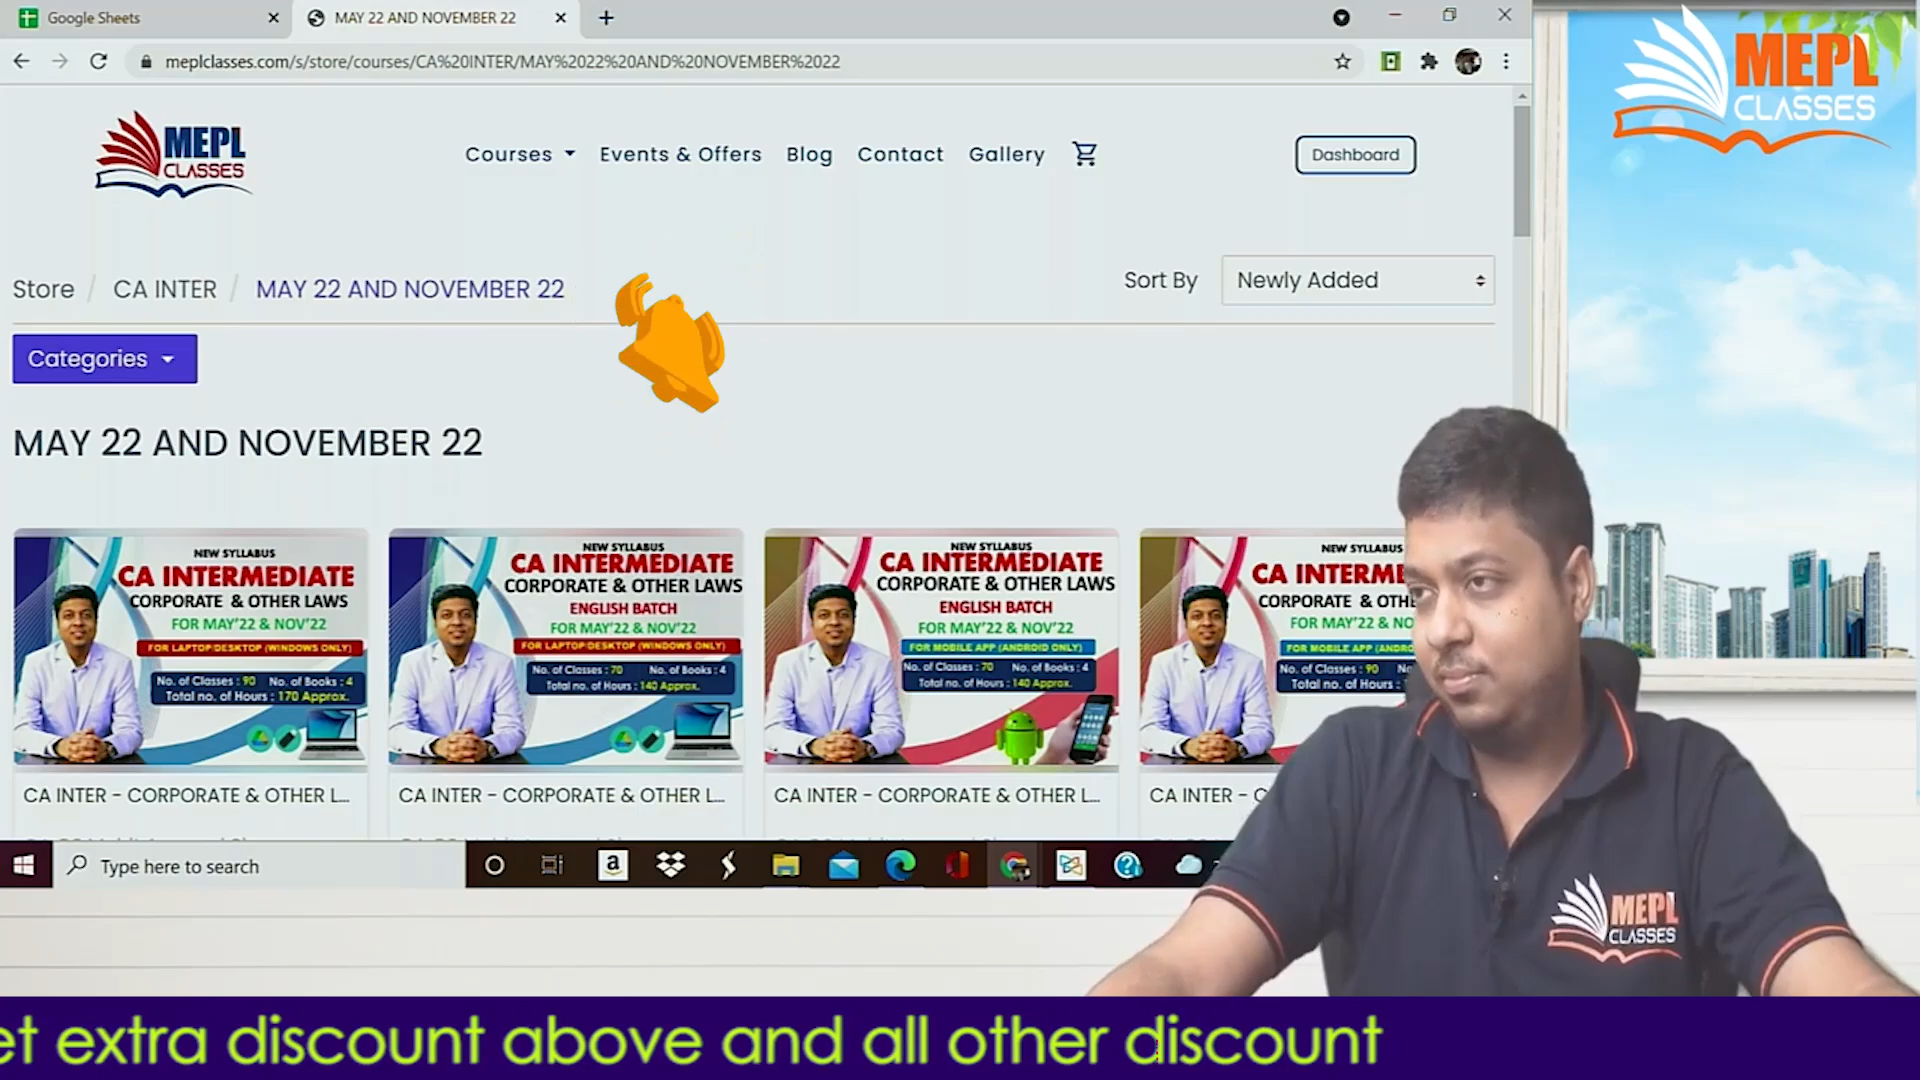 Google Sheets
MAY 22 AND NOVEMBER 22
meplclasses.com/s/store/courses/CA%20INTER/MAY%2022%20AND%20NOVEMBER%2022
MEPL
CLASSES
MEPL
CLASSES
Courses
Events & Offers
Blog
Contact
Gallery
Dashboard
Store / CA INTER / MAY 22 AND NOVEMBER 22
Sort By
Newly Added
Categories
MAY 22 AND NOVEMBER 22
NEW SYLLABUS
CA INTERMEDIATE
CORPORATE & OTHER LAWS
FOR MAY'22 & NOV'22
FOR LAPTOP/DESKTOP (WINDOWS ONLY)
No. of Classes : 90 No. of Books : 4
Total no. of Hours : 170 Approx.
CA INTER - CORPORATE & OTHER L...
NEW SYLLABUS
CA INTERMEDIATE
CORPORATE & OTHER LAWS
ENGLISH BATCH
FOR MAY'22 & NOV'22
FOR LAPTOP/DESKTOP (WINDOWS ONLY)
No. of Classes : 70 No. of Books : 4
Total no. of Hours : 140 Approx.
CA INTER - CORPORATE & OTHER L...
NEW SYLLABUS
CA INTERMEDIATE
CORPORATE & OTHER LAWS
ENGLISH BATCH
FOR MAY'22 & NOV'22
FOR MOBILE APP (ANDROID ONLY)
No. of Classes : 70 No. of Books : 4
Total no. of Hours : 140 Approx.
CA INTER - CORPORATE & OTHER L...
NEW SYLLABUS
CA INTERME
CORPORATE & OTHE
FOR MAY'22 & NO
FOR MOBILE APP (AND
No. of Classes : 90 No
Total no. of Hours :
CA INTER - C
Type here to search
MEPL
CLASSES
et extra discount above and all other discount